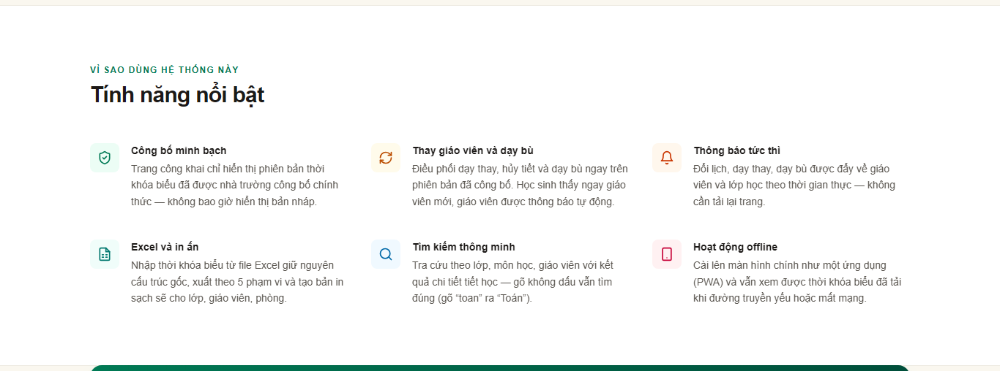 VÌ SAO DÙNG HỆ THỐNG NÀY
Tính năng nổi bật
Công bố minh bạch
Trang công khai chỉ hiển thị phiên bản thời
khóa biểu đã được nhà trường công bố chính
thức — không bao giờ hiển thị bản nháp.
Thay giáo viên và dạy bù
Điều phối dạy thay, hủy tiết và dạy bù ngay trên
phiên bản đã công bố. Học sinh thấy ngay giáo
viên mới, giáo viên được thông báo tự động.
Thông báo tức thì
Đổi lịch, dạy thay, dạy bù được đẩy về giáo
viên và lớp học theo thời gian thực — không
cần tải lại trang.
Excel và in ấn
Nhập thời khóa biểu từ file Excel giữ nguyên
cấu trúc gốc, xuất theo 5 phạm vi và tạo bản in
sạch sẽ cho lớp, giáo viên, phòng.
Tìm kiếm thông minh
Tra cứu theo lớp, môn học, giáo viên với kết
quả chi tiết tiết học — gõ không dấu vẫn tìm
đúng (gõ “toan” ra “Toán”).
Hoạt động offline
Cài lên màn hình chính như một ứng dụng
(PWA) và vẫn xem được thời khóa biểu đã tải
khi đường truyền yếu hoặc mất mạng.